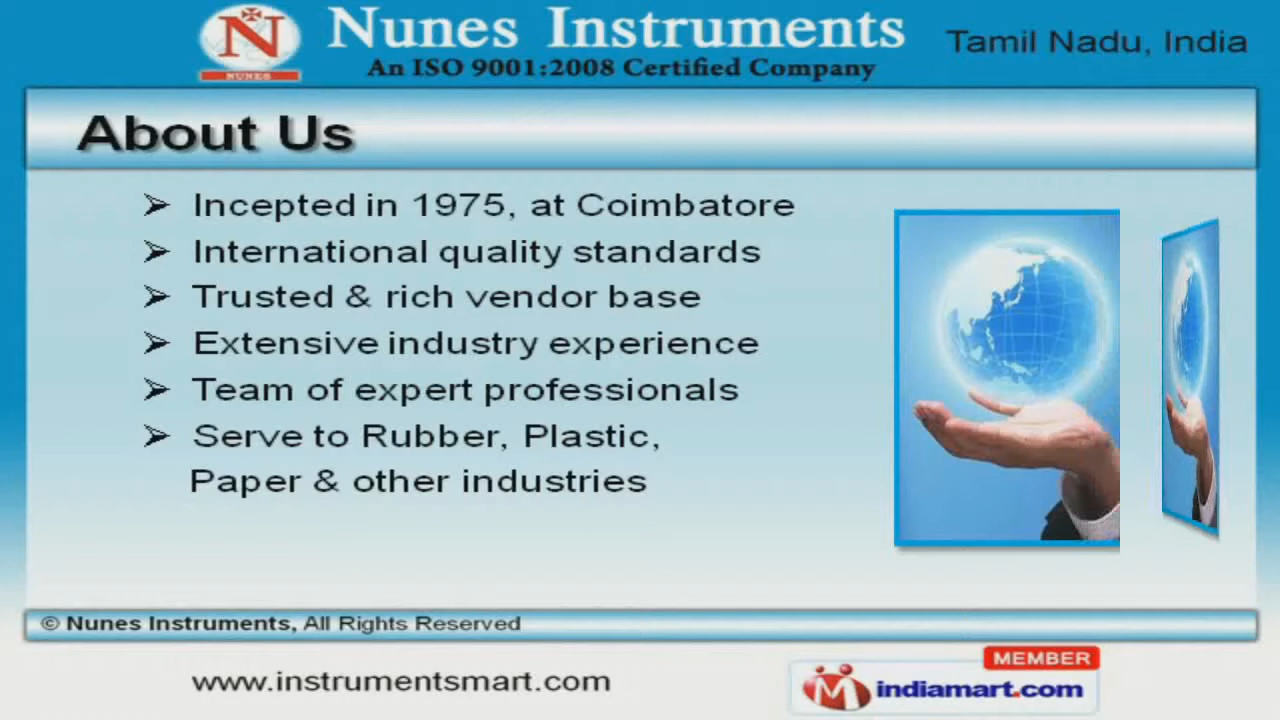 N
NUNES
Nunes Instruments
An ISO 9001:2008 Certified Company
Tamil Nadu, India
About Us
➢ Incepted in 1975, at Coimbatore
➢ International quality standards
➢ Trusted & rich vendor base
➢ Extensive industry experience
➢ Team of expert professionals
➢ Serve to Rubber, Plastic,
Paper & other industries
© Nunes Instruments, All Rights Reserved
www.instrumentsmart.com
MEMBER
indiamart.com